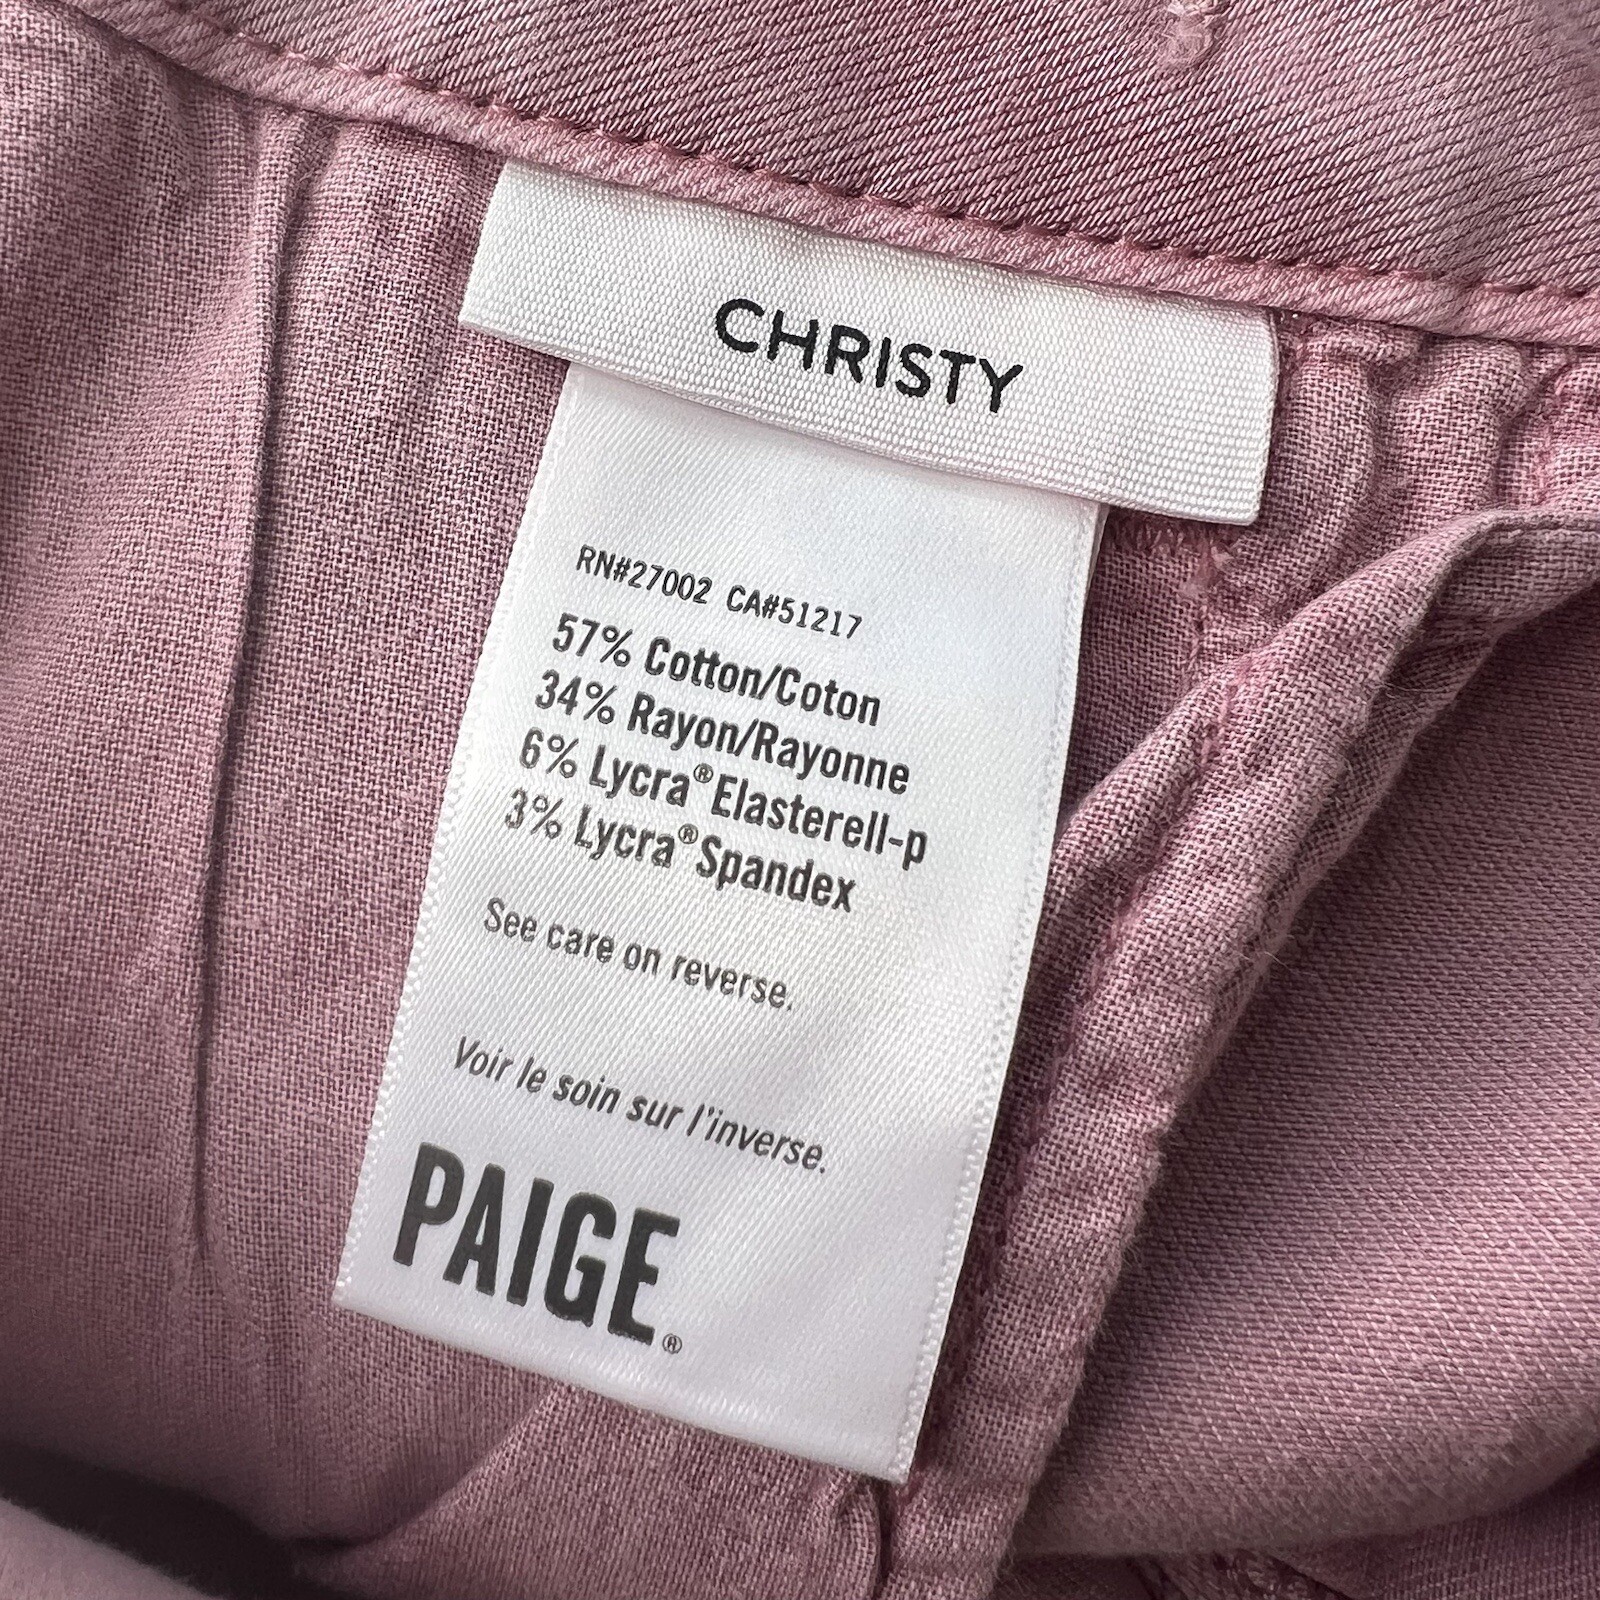 CHRISTY
RN#27002 CA#51217
57% Cotton/Coton
34% Rayon/Rayonne
6% Lycra® Elasterell-p
3% Lycra® Spandex
See care on reverse.
Voir le soin sur l'inverse.
PAIGE®